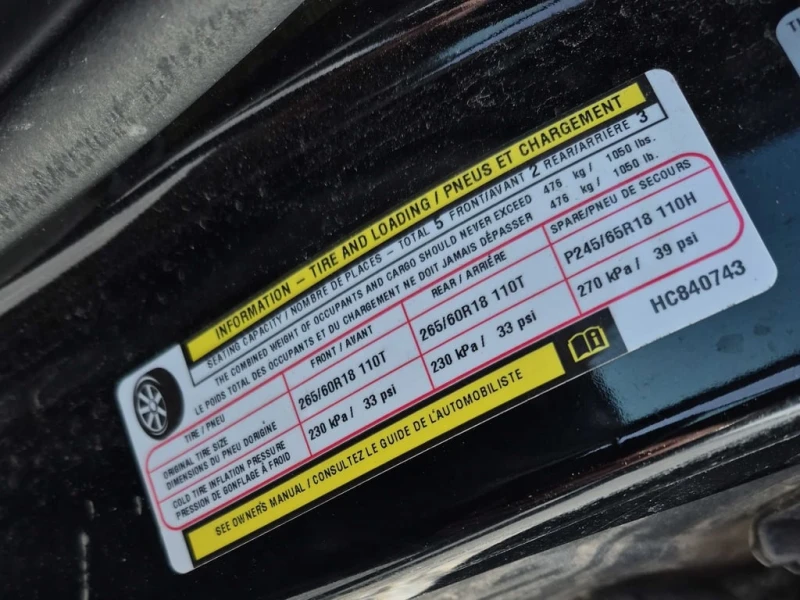 INFORMATION – TIRE AND LOADING / PNEUS ET CHARGEMENT
SEATING CAPACITY / NOMBRE DE PLACES – TOTAL 5 FRONT/AVANT 2 REAR/ARRIÈRE 3
THE COMBINED WEIGHT OF OCCUPANTS AND CARGO SHOULD NEVER EXCEED 476 kg / 1050 lbs.
LE POIDS TOTAL DES OCCUPANTS ET DU CHARGEMENT NE DOIT JAMAIS DÉPASSER 476 kg / 1050 lb.
TIRE / PNEU FRONT / AVANT REAR / ARRIÈRE SPARE/PNEU DE SECOURS
ORIGINAL TIRE SIZE
DIMENSIONS DU PNEU DORIGINE 265/60R18 110T 265/60R18 110T P245/65R18 110H
COLD TIRE INFLATION PRESSURE
PRESSION DE GONFLAGE À FROID 230 kPa / 33 psi 230 kPa / 33 psi 270 kPa / 39 psi
SEE OWNER'S MANUAL / CONSULTEZ LE GUIDE DE L'AUTOMOBILISTE
HC840743